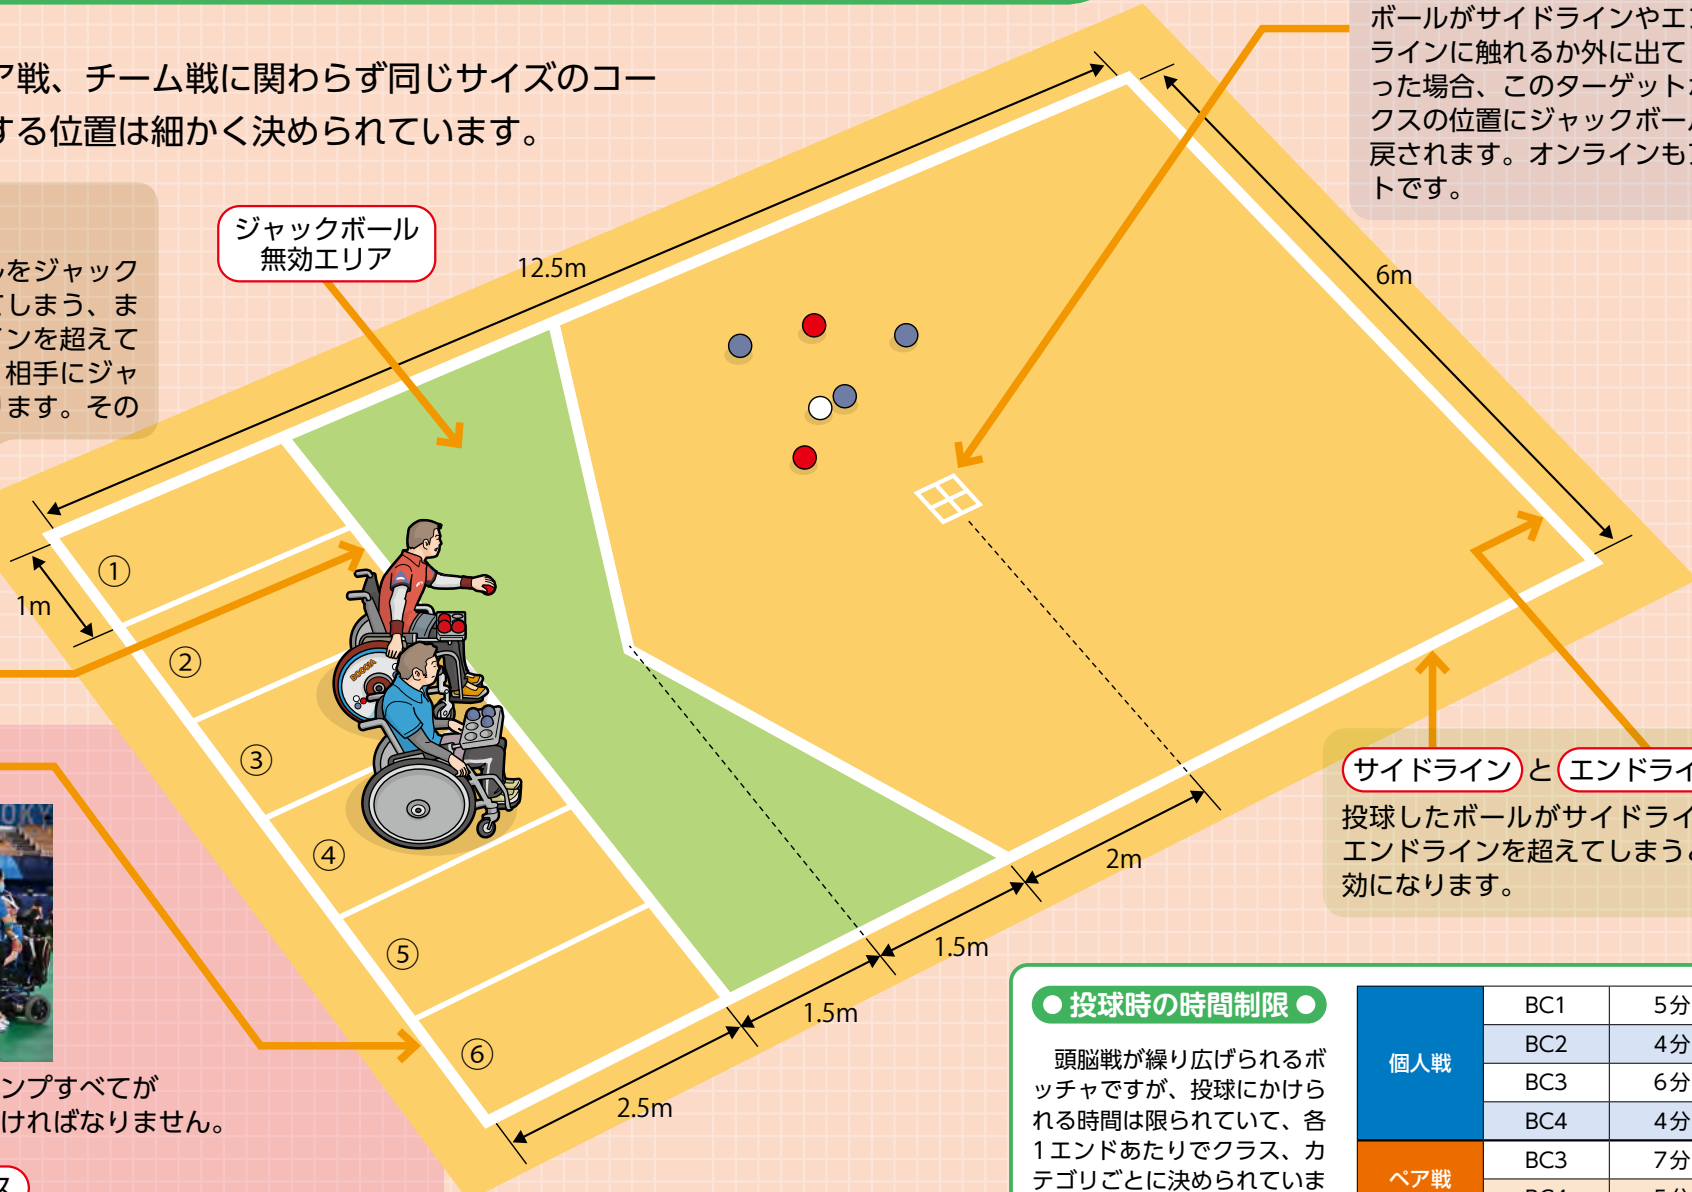 ア戦、チーム戦に関わらず同じサイズのコー
する位置は細かく決められています。
ルをジャック
てしまう、ま
インを超えて
相手にジャ
ります。その
ジャックボール
無効エリア
ボールがサイドラインやエン
ラインに触れるか外に出て
った場合、このターゲットボ
クスの位置にジャックボール
戻されます。オンラインもア
トです。
12.5m
6m
1m
①
②
③
④
⑤
⑥
BOCCIA
2m
1.5m
1.5m
2.5m
サイドライン と エンドライ
投球したボールがサイドライ
エンドラインを超えてしまうと
効になります。
TOKY
ンプすべてが
ければなりません。
ス
● 投球時の時間制限 ●
頭脳戦が繰り広げられるボ
ッチャですが、投球にかけら
れる時間は限られていて、各
1エンドあたりでクラス、カ
テゴリごとに決められていま
個人戦
BC1 5分
BC2 4分
BC3 6分
BC4 4分
ペア戦
BC3 7分
BC4 5分